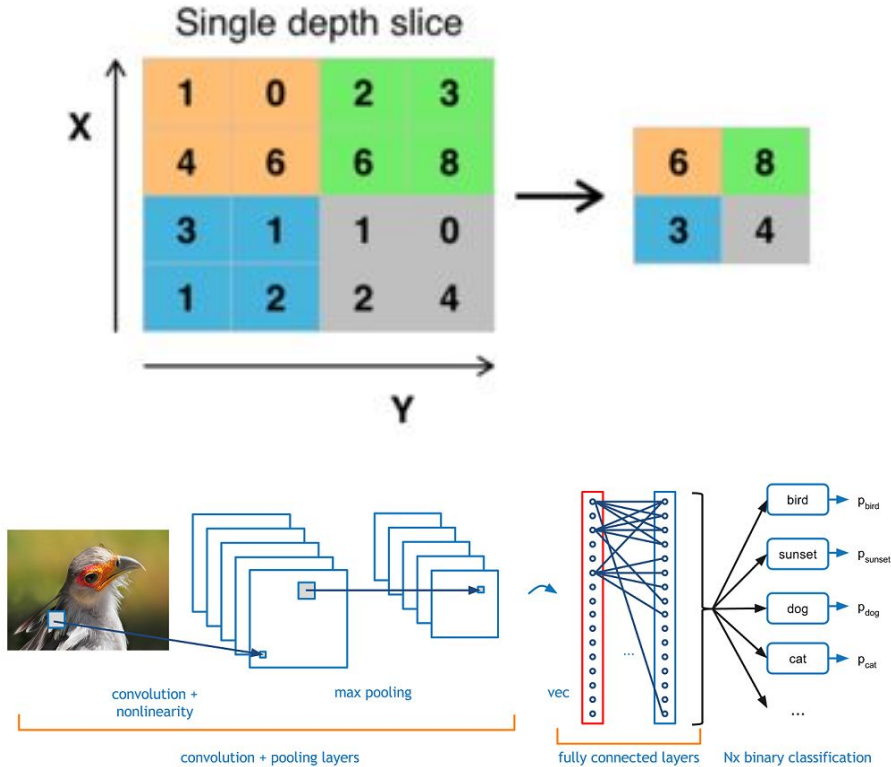 Single depth slice
X
1 0 2 3
4 6 6 8
3 1 1 0
1 2 2 4
Y
6 8
3 4
convolution +
nonlinearity
max pooling
vec
...
bird
p_bird
sunset
p_sunset
dog
p_dog
cat
p_cat
...
convolution + pooling layers
fully connected layers
Nx binary classification